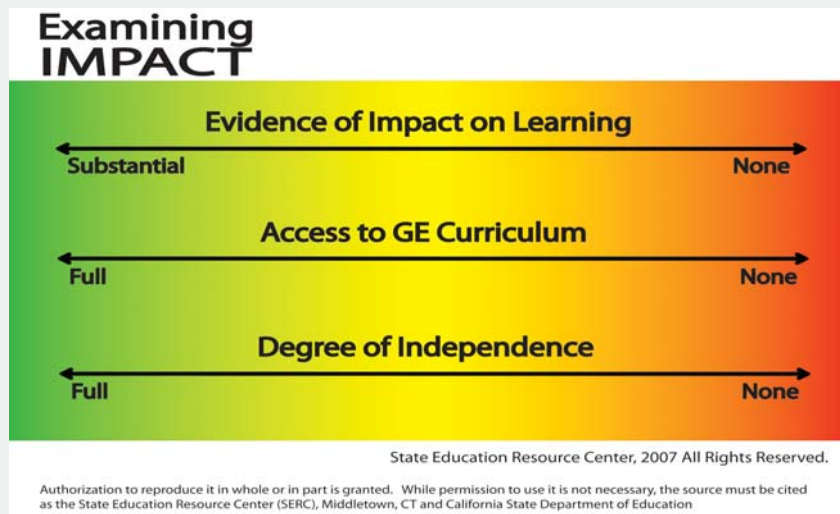 Examining
IMPACT
Evidence of Impact on Learning
Substantial
None
Access to GE Curriculum
Full
None
Degree of Independence
Full
None
State Education Resource Center, 2007 All Rights Reserved.
Authorization to reproduce it in whole or in part is granted. While permission to use it is not necessary, the source must be cited
as the State Education Resource Center (SERC), Middletown, CT and California State Department of Education